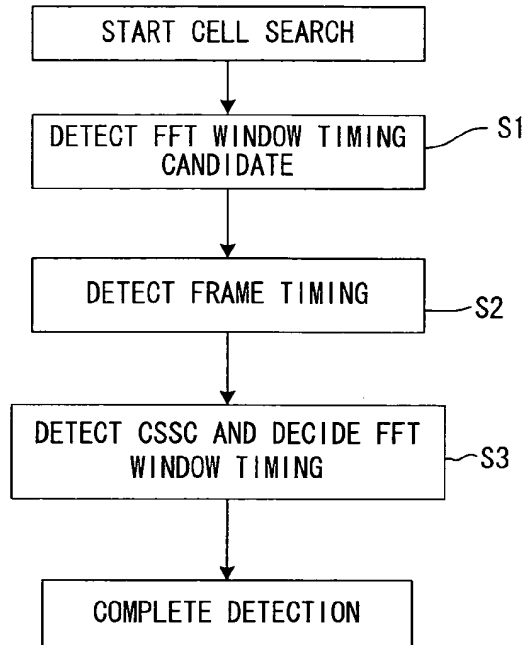 START CELL SEARCH
DETECT FFT WINDOW TIMING
CANDIDATE
S1
DETECT FRAME TIMING
S2
DETECT CSSC AND DECIDE FFT
WINDOW TIMING
S3
COMPLETE DETECTION